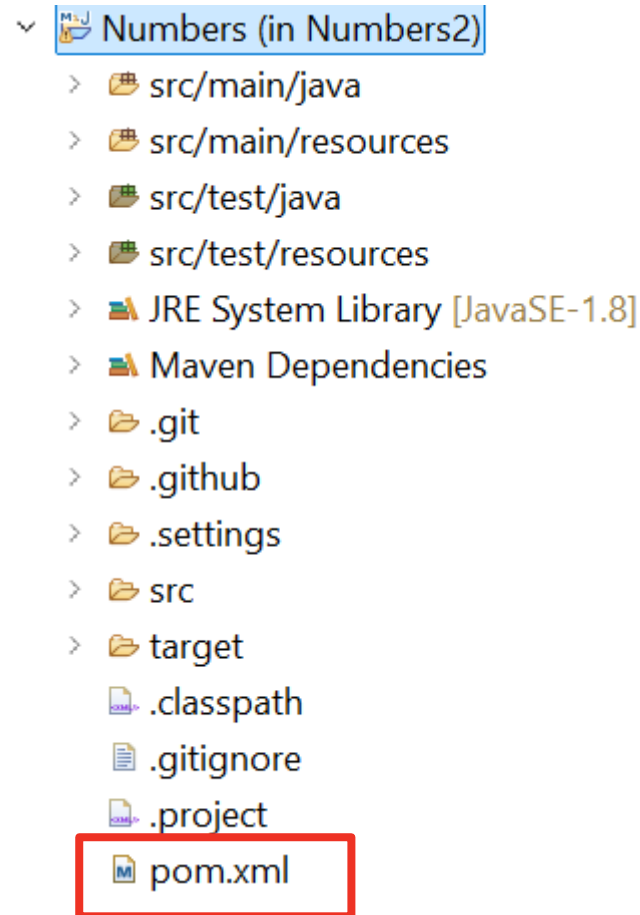 Numbers (in Numbers2)
src/main/java
src/main/resources
src/test/java
src/test/resources
JRE System Library [JavaSE-1.8]
Maven Dependencies
.git
.github
.settings
src
target
.classpath
.gitignore
.project
pom.xml